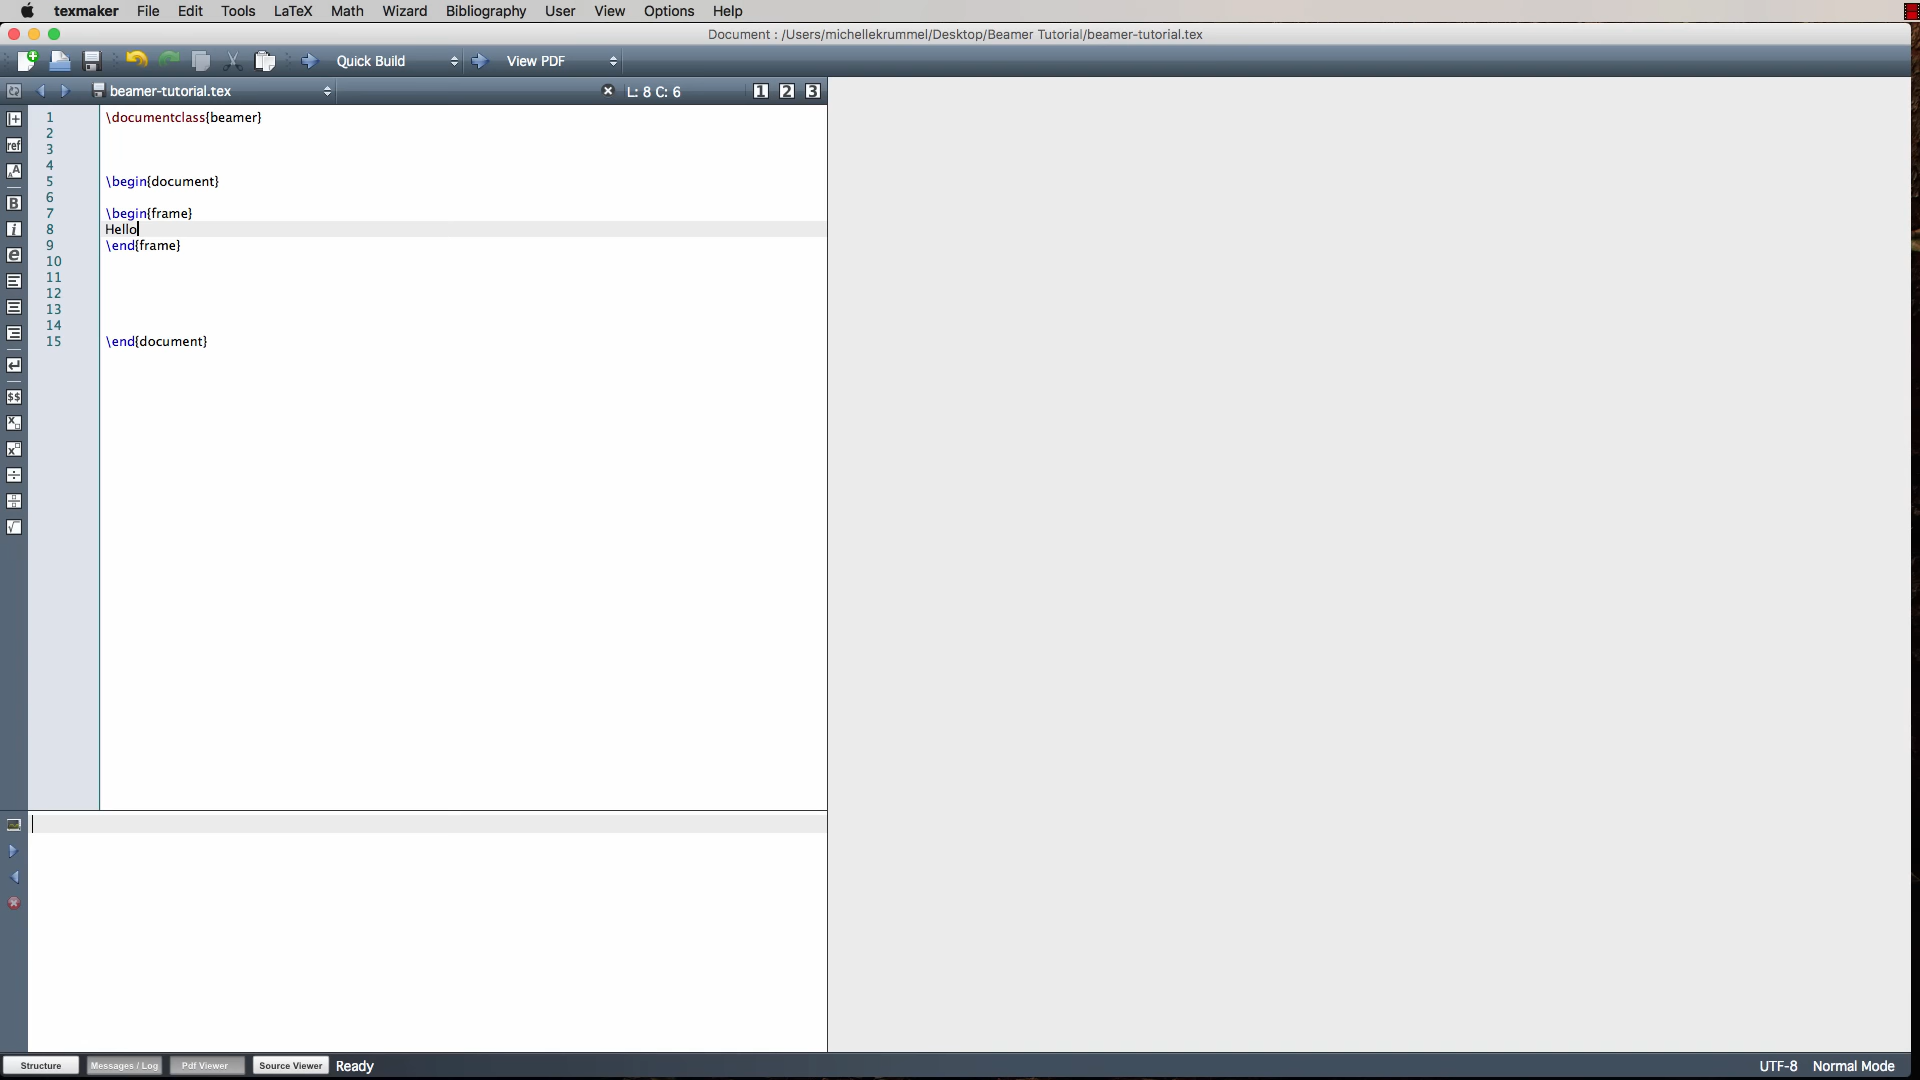 texmaker File Edit Tools LaTeX Math Wizard Bibliography User View Options Help
Document : /Users/michellekrummel/Desktop/Beamer Tutorial/beamer-tutorial.tex
Quick Build View PDF
beamer-tutorial.tex L: 8 C: 6 1 2 3
1 \documentclass{beamer}
2
3
4
5 \begin{document}
6
7 \begin{frame}
8 Hello
9 \end{frame}
10
11
12
13
14
15 \end{document}
ref
B
i
e
$$
Structure Messages / Log Pdf Viewer Source Viewer Ready UTF-8 Normal Mode